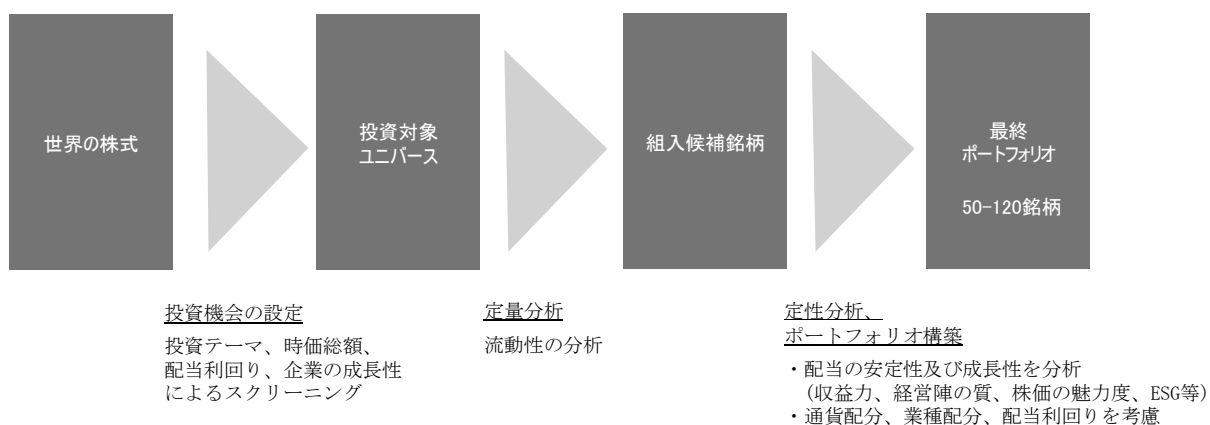 世界の株式
投資対象
ユニバース
組入候補銘柄
最終
ポートフォリオ
50-120銘柄
投資機会の設定
投資テーマ、時価総額、
配当利回り、企業の成長性
によるスクリーニング
定量分析
流動性の分析
定性分析、
ポートフォリオ構築
・配当の安定性及び成長性を分析
(収益力、経営陣の質、株価の魅力度、ESG等)
・通貨配分、業種配分、配当利回りを考慮